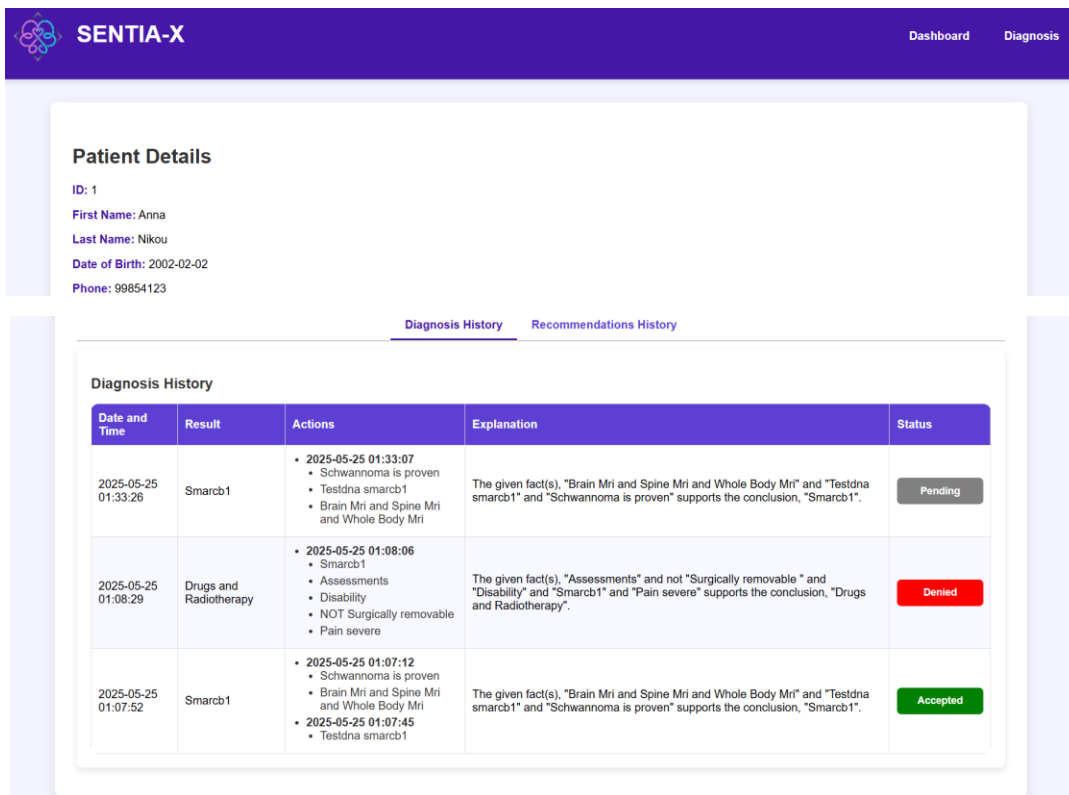 SENTIA-X
Dashboard
Diagnosis
Patient Details
ID: 1
First Name: Anna
Last Name: Nikou
Date of Birth: 2002-02-02
Phone: 99854123
Diagnosis History
Recommendations History
Diagnosis History
Date and
Time
Result
Actions
Explanation
Status
2025-05-25
01:33:26
Smarcb1
• 2025-05-25 01:33:07
• Schwannoma is proven
• Testdna smarcb1
• Brain Mri and Spine Mri
and Whole Body Mri
The given fact(s), "Brain Mri and Spine Mri and Whole Body Mri" and "Testdna
smarcb1" and "Schwannoma is proven" supports the conclusion, "Smarcb1".
Pending
2025-05-25
01:08:29
Drugs and
Radiotherapy
• 2025-05-25 01:08:06
• Smarcb1
• Assessments
• Disability
• NOT Surgically removable
• Pain severe
The given fact(s), "Assessments" and not "Surgically removable " and
"Disability" and "Smarcb1" and "Pain severe" supports the conclusion, "Drugs
and Radiotherapy".
Denied
2025-05-25
01:07:52
Smarcb1
• 2025-05-25 01:07:12
• Schwannoma is proven
• Brain Mri and Spine Mri
and Whole Body Mri
• 2025-05-25 01:07:45
• Testdna smarcb1
The given fact(s), "Brain Mri and Spine Mri and Whole Body Mri" and "Testdna
smarcb1" and "Schwannoma is proven" supports the conclusion, "Smarcb1".
Accepted